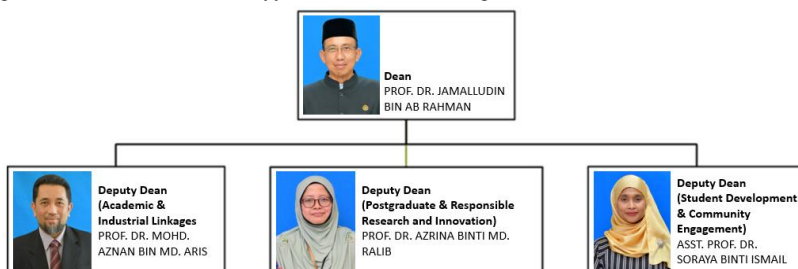 Dean
PROF. DR. JAMALLUDIN
BIN AB RAHMAN
Deputy Dean
(Academic &
Industrial Linkages
PROF. DR. MOHD.
AZNAN BIN MD. ARIS
Deputy Dean
(Postgraduate & Responsible
Research and Innovation)
PROF. DR. AZRINA BINTI MD.
RALIB
Deputy Dean
(Student Development
& Community
Engagement)
ASST. PROF. DR.
SORAYA BINTI ISMAIL